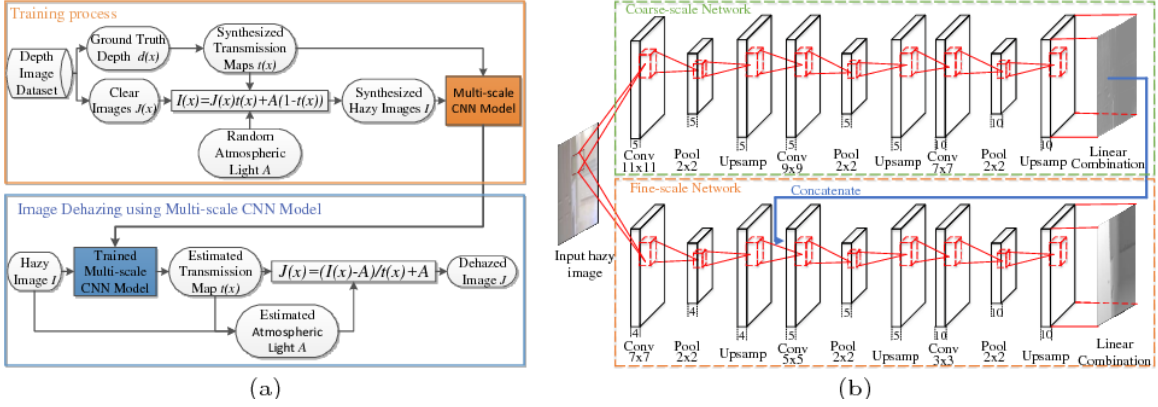 Training process
Depth
Image
Dataset
Ground Truth
Depth d(x)
Synthesized
Transmission
Maps t(x)
Clear
Images J(x)
I(x)=J(x)t(x)+A(1-t(x))
Synthesized
Hazy Images I
Multi-scale
CNN Model
Random
Atmospheric
Light A
Image Dehazing using Multi-scale CNN Model
Hazy
Image I
Trained
Multi-scale
CNN Model
Estimated
Transmission
Map t(x)
J(x)=(I(x)-A)/t(x)+A
Dehazed
Image J
Estimated
Atmospheric
Light A
(a)
Coarse-scale Network
5 5 5 5 5 5 10 10 10
Conv
11x11
Pool
2x2
Upsamp
Conv
9x9
Pool
2x2
Upsamp
Conv
7x7
Pool
2x2
Upsamp
Linear
Combination
Input hazy
image
Fine-scale Network
Concatenate
4 4 4 5 5 5 10 10 10
Conv
7x7
Pool
2x2
Upsamp
Conv
5x5
Pool
2x2
Upsamp
Conv
3x3
Pool
2x2
Upsamp
Linear
Combination
(b)